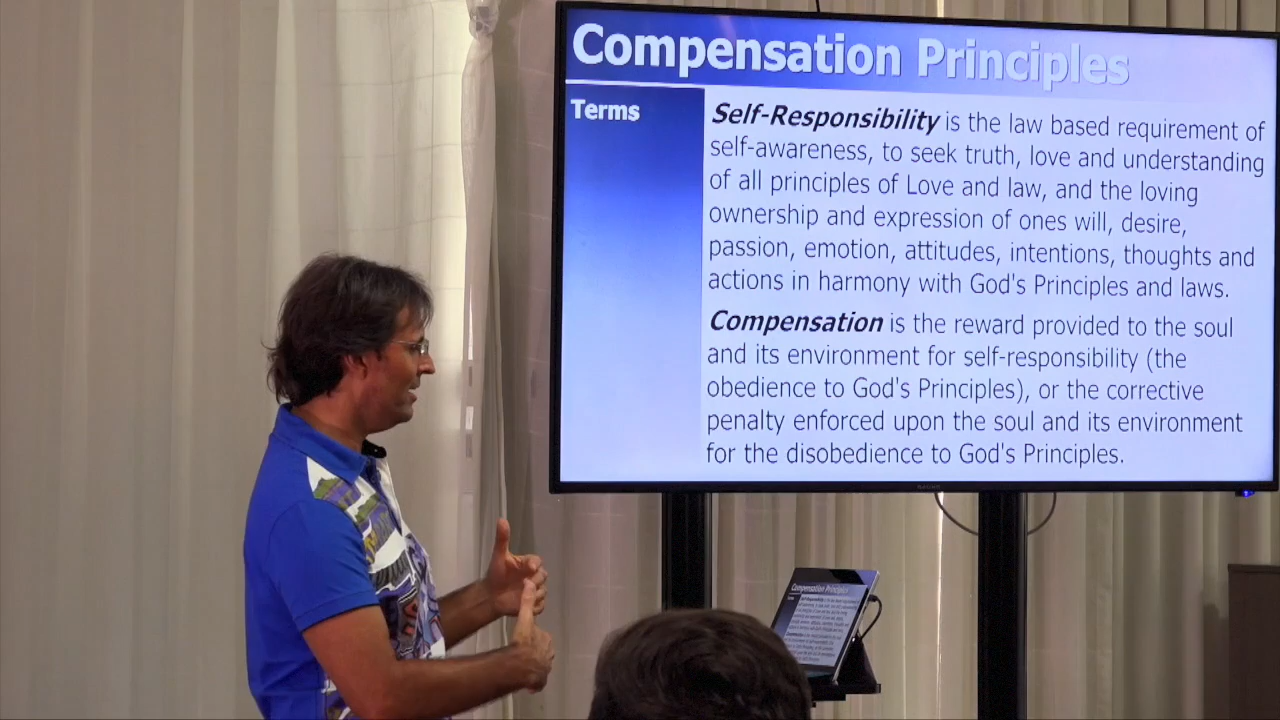 Compensation Principles
Terms
Self-Responsibility is the law based requirement of
self-awareness, to seek truth, love and understanding
of all principles of Love and law, and the loving
ownership and expression of ones will, desire,
passion, emotion, attitudes, intentions, thoughts and
actions in harmony with God's Principles and laws.
Compensation is the reward provided to the soul
and its environment for self-responsibility (the
obedience to God's Principles), or the corrective
penalty enforced upon the soul and its environment
for the disobedience to God's Principles.
Compensation Principles